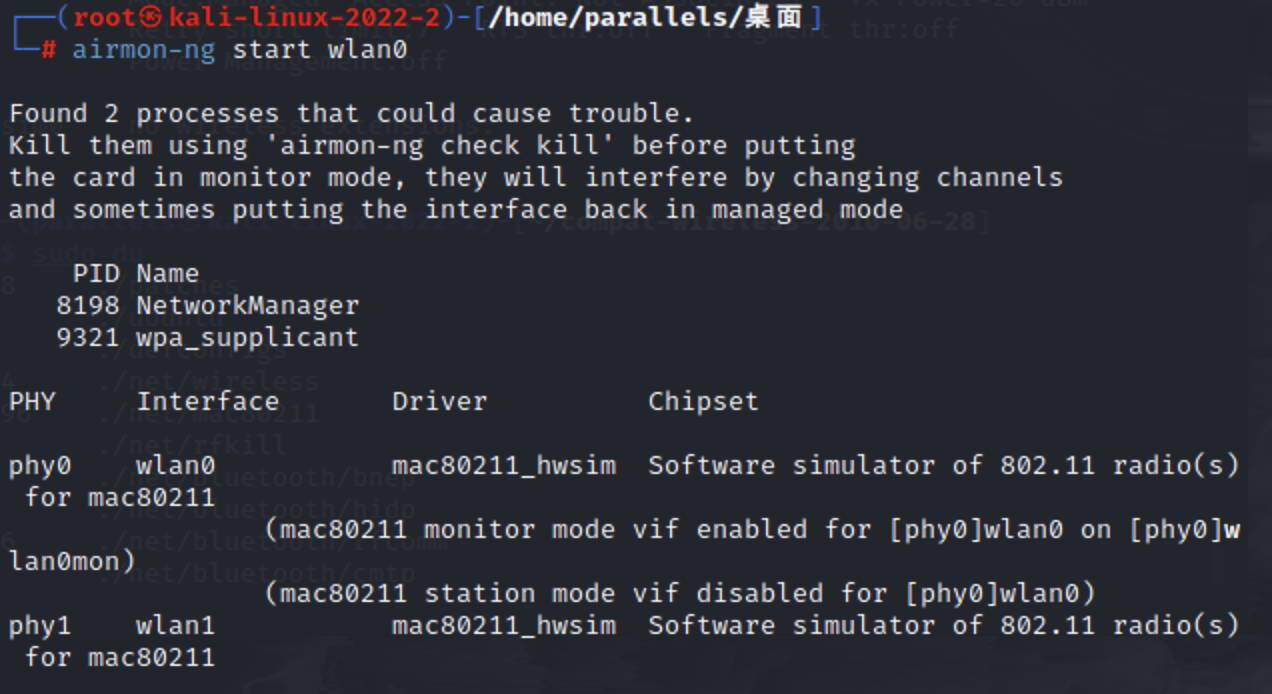 ┌──(root㉿kali-linux-2022-2)-[/home/parallels/桌面]
└─# airmon-ng start wlan0
Found 2 processes that could cause trouble.
Kill them using 'airmon-ng check kill' before putting
the card in monitor mode, they will interfere by changing channels
and sometimes putting the interface back in managed mode
PID Name
8198 NetworkManager
9321 wpa_supplicant
PHY Interface Driver Chipset
phy0 wlan0 mac80211_hwsim Software simulator of 802.11 radio(s)
for mac80211
(mac80211 monitor mode vif enabled for [phy0]wlan0 on [phy0]w
lan0mon)
(mac80211 station mode vif disabled for [phy0]wlan0)
phy1 wlan1 mac80211_hwsim Software simulator of 802.11 radio(s)
for mac80211